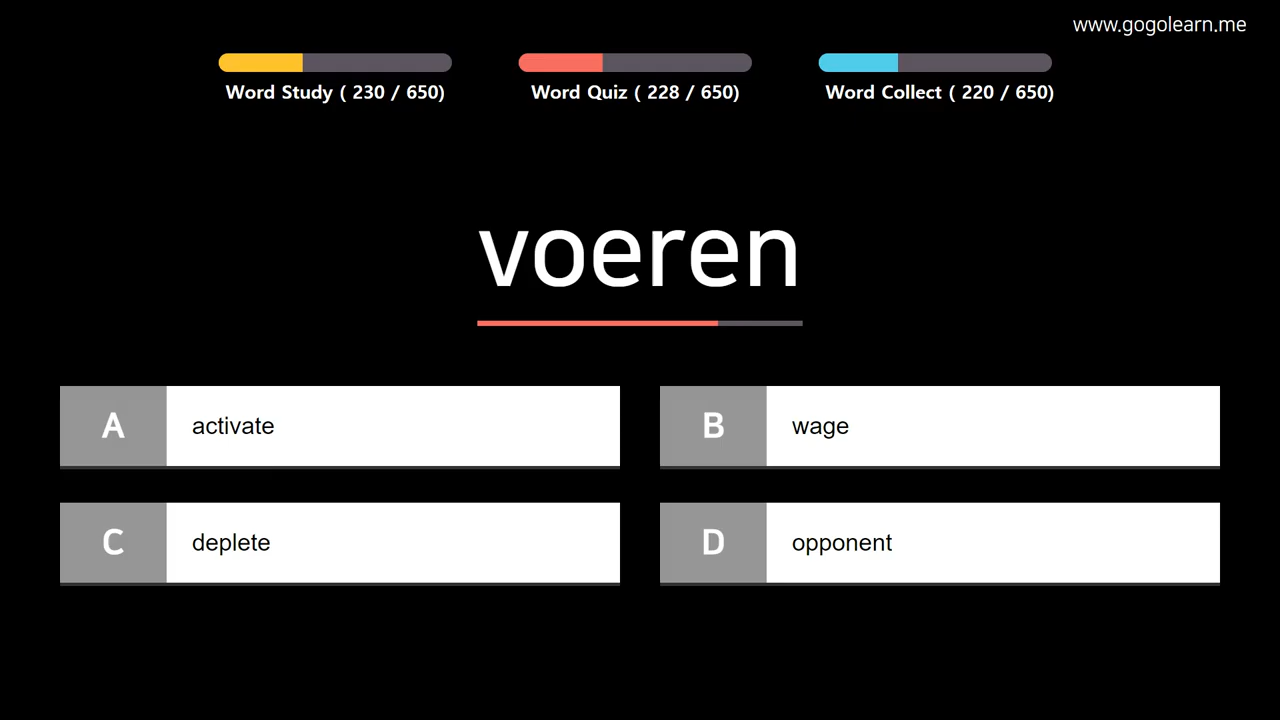 www.gogolearn.me
Word Study ( 230 / 650)
Word Quiz ( 228 / 650)
Word Collect ( 220 / 650)
voeren
A activate
B wage
C deplete
D opponent